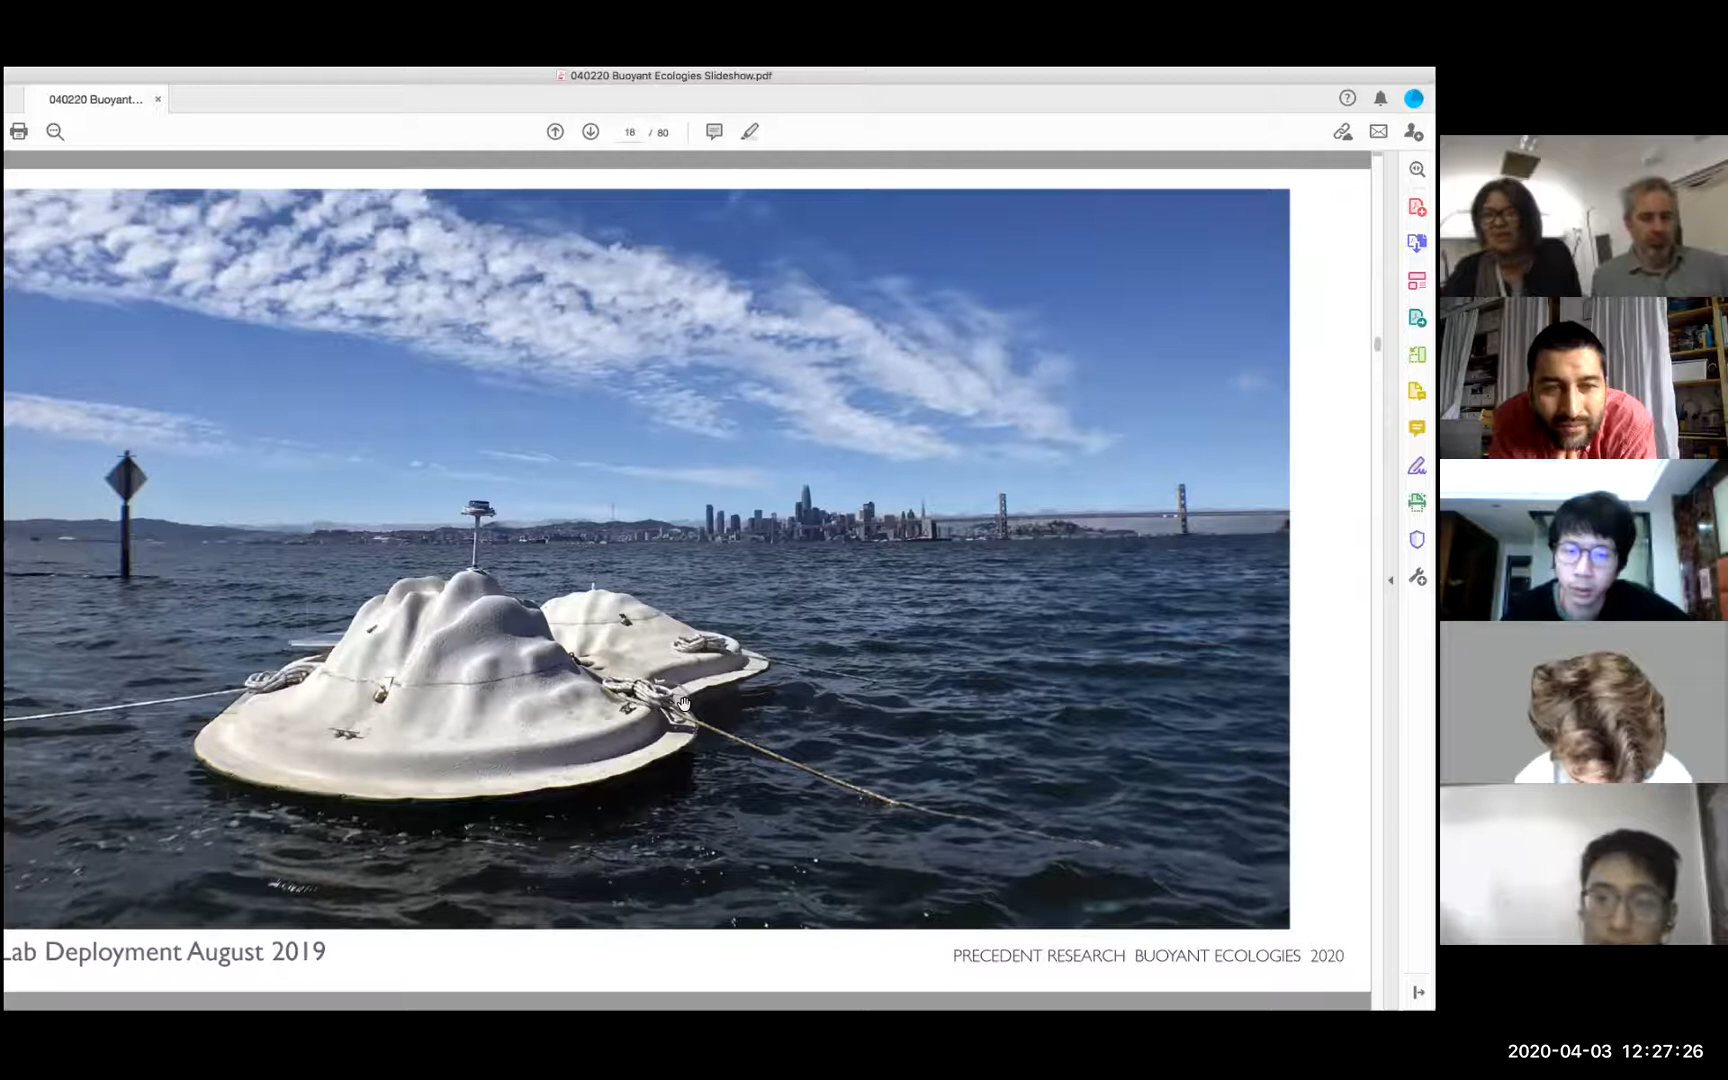 040220 Buoyant Ecologies Slideshow.pdf
040220 Buoyant... ×
18 / 80
Lab Deployment August 2019
PRECEDENT RESEARCH BUOYANT ECOLOGIES 2020
2020-04-03 12:27:26